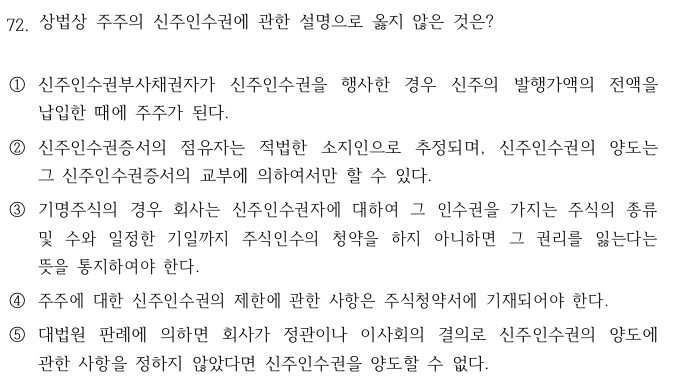 72. 상법상 주주의 신주인수권에 관한 설명으로 옳지 않은 것은?
① 신주인수권부사채권자가 신주인수권을 행사한 경우 신주의 발행가액의 전액을
납입한 때에 주주가 된다.
② 신주인수권증서의 점유자는 적법한 소지인으로 추정되며, 신주인수권의 양도는
그 신주인수권증서의 교부에 의하여서만 할 수 있다.
③ 기명주식의 경우 회사는 신주인수권자에 대하여 그 인수권을 가지는 주식의 종류
및 수와 일정한 기일까지 주식인수의 청약을 하지 아니하면 그 권리를 잃는다는
뜻을 통지하여야 한다.
④ 주주에 대한 신주인수권의 제한에 관한 사항은 주식청약서에 기재되어야 한다.
⑤ 대법원 판례에 의하면 회사가 정관이나 이사회의 결의로 신주인수권의 양도에
관한 사항을 정하지 않았다면 신주인수권을 양도할 수 없다.